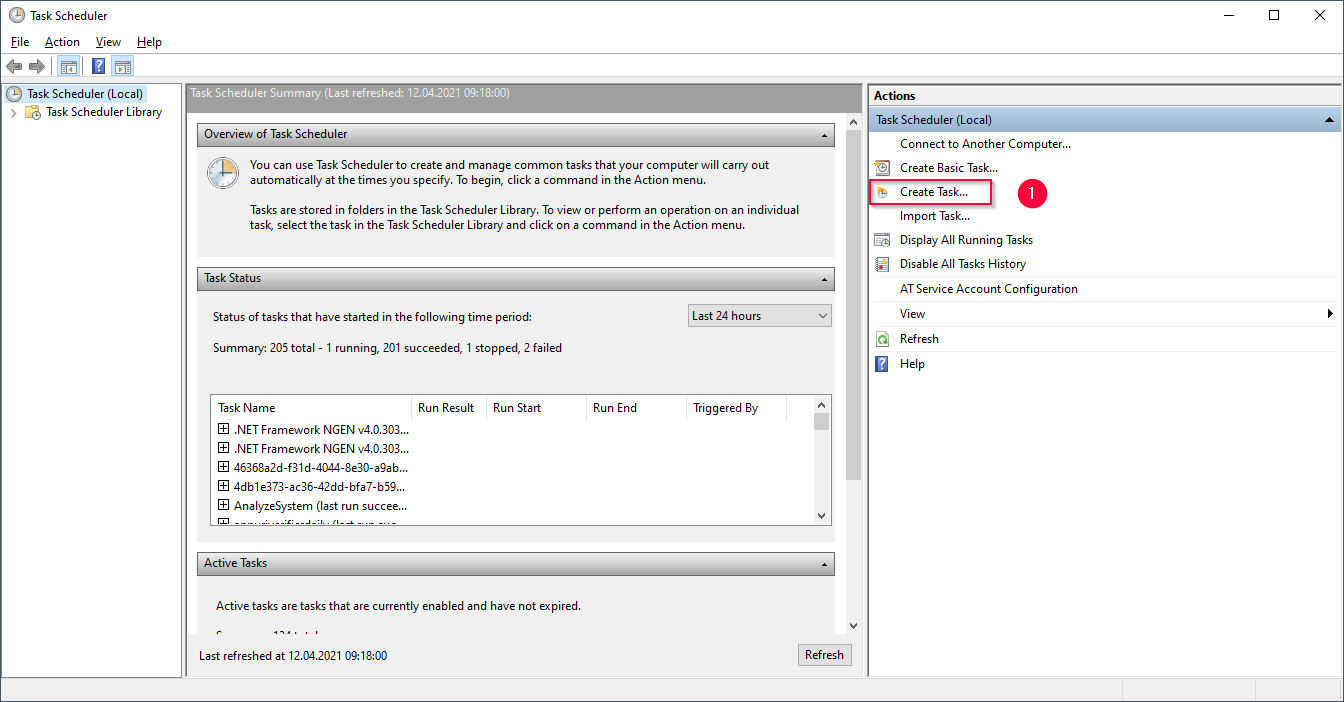 Task Scheduler
File Action View Help
Task Scheduler (Local)
Task Scheduler Library
Task Scheduler Summary (Last refreshed: 12.04.2021 09:18:00)
Overview of Task Scheduler
You can use Task Scheduler to create and manage common tasks that your computer will carry out
automatically at the times you specify. To begin, click a command in the Action menu.
Tasks are stored in folders in the Task Scheduler Library. To view or perform an operation on an individual
task, select the task in the Task Scheduler Library and click on a command in the Action menu.
Task Status
Status of tasks that have started in the following time period:
Last 24 hours
Summary: 205 total - 1 running, 201 succeeded, 1 stopped, 2 failed
Task Name Run Result Run Start Run End Triggered By
.NET Framework NGEN v4.0.303...
.NET Framework NGEN v4.0.303...
46368a2d-f31d-4044-8e30-a9ab...
4db1e373-ac36-42dd-bfa7-b59...
AnalyzeSystem (last run succee...
Active Tasks
Active tasks are tasks that are currently enabled and have not expired.
Last refreshed at 12.04.2021 09:18:00
Refresh
Actions
Task Scheduler (Local)
Connect to Another Computer...
Create Basic Task...
Create Task...
1
Import Task...
Display All Running Tasks
Disable All Tasks History
AT Service Account Configuration
View
Refresh
Help